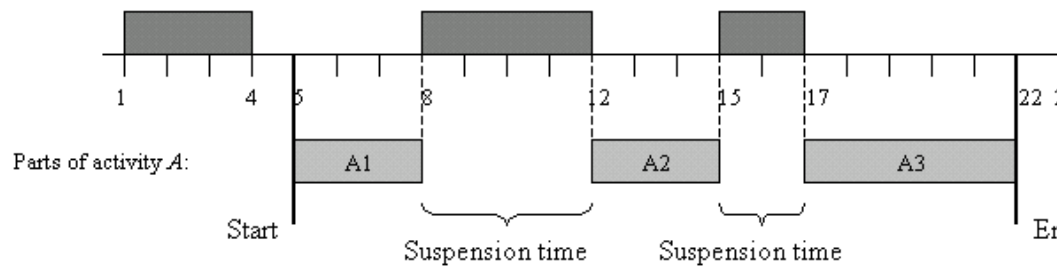 1 4 5 8 12 15 17 22
Parts of activity A: A1 A2 A3
Start
Suspension time Suspension time